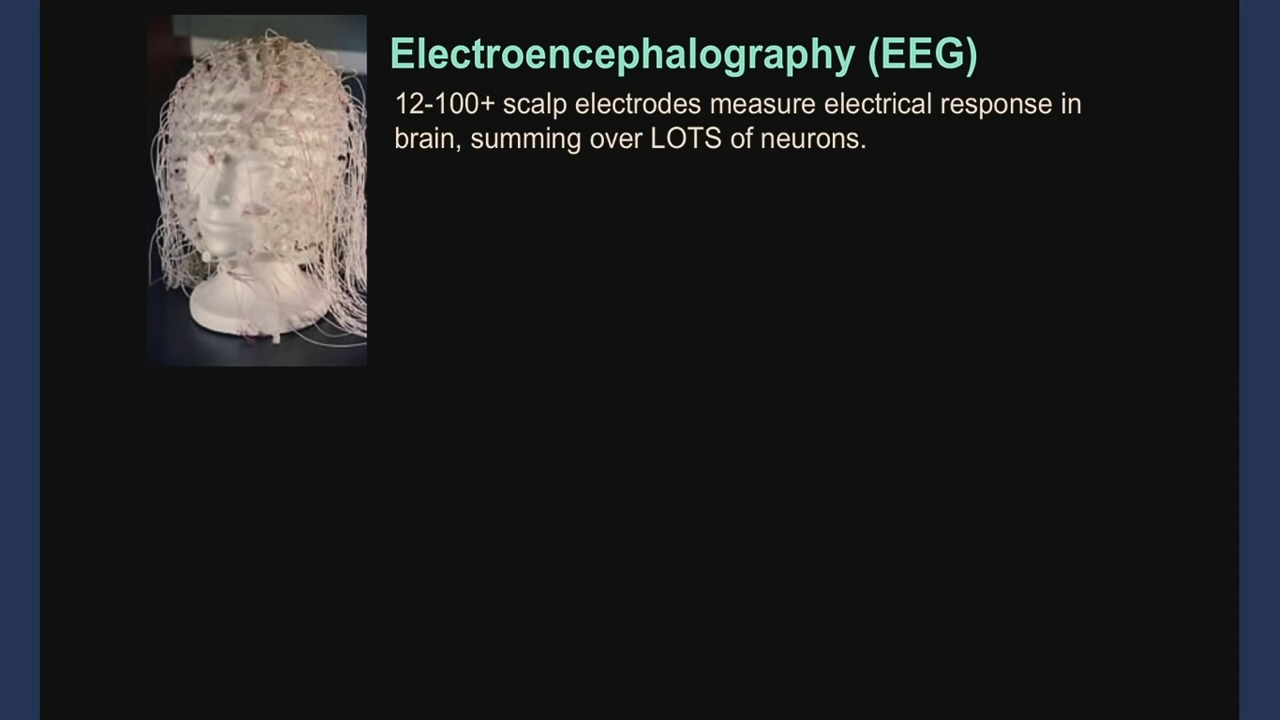 Electroencephalography (EEG)
12-100+ scalp electrodes measure electrical response in
brain, summing over LOTS of neurons.